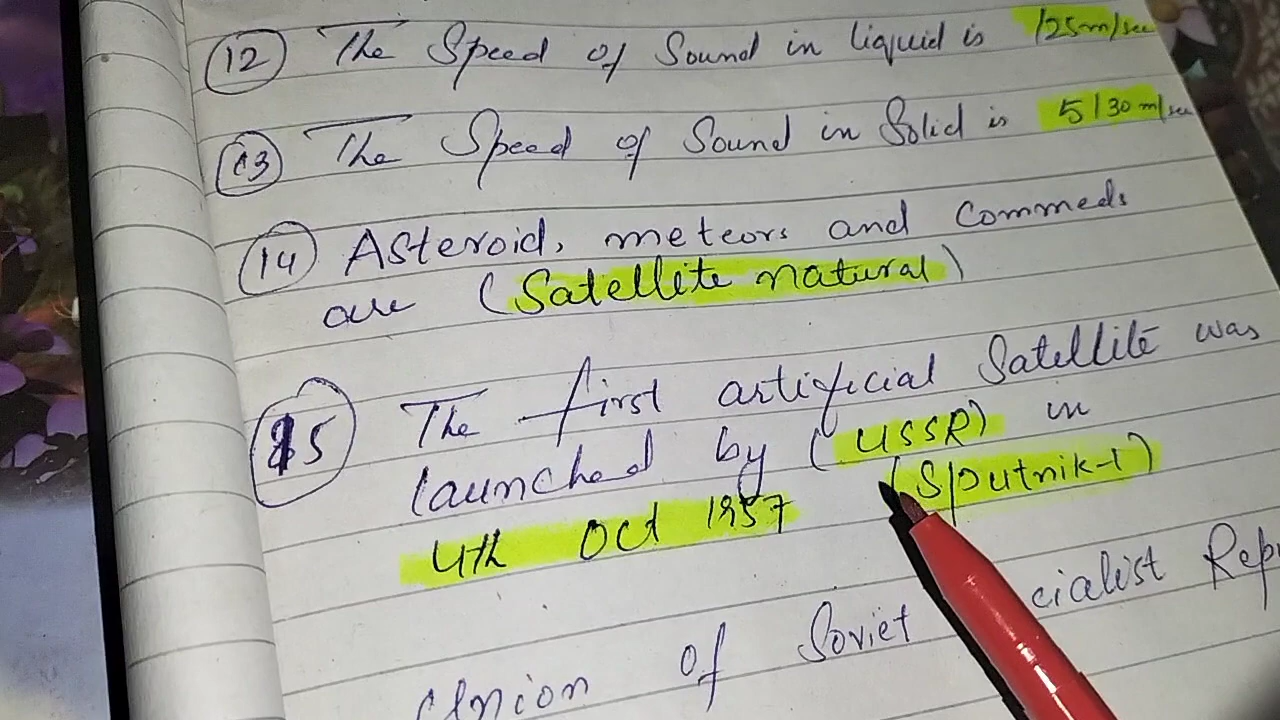 12 The Speed of Sound in liquid is 125m/sec
13 The Speed of Sound in Solid is 5130 m/sec
14 Asteroid, meteors and Commeds
are (Satellite natural)
15 The first artificial Satellite was
launched by (USSR) in
4th Oct 1957 (Sputnik-1)
Union of Soviet cialist Repu